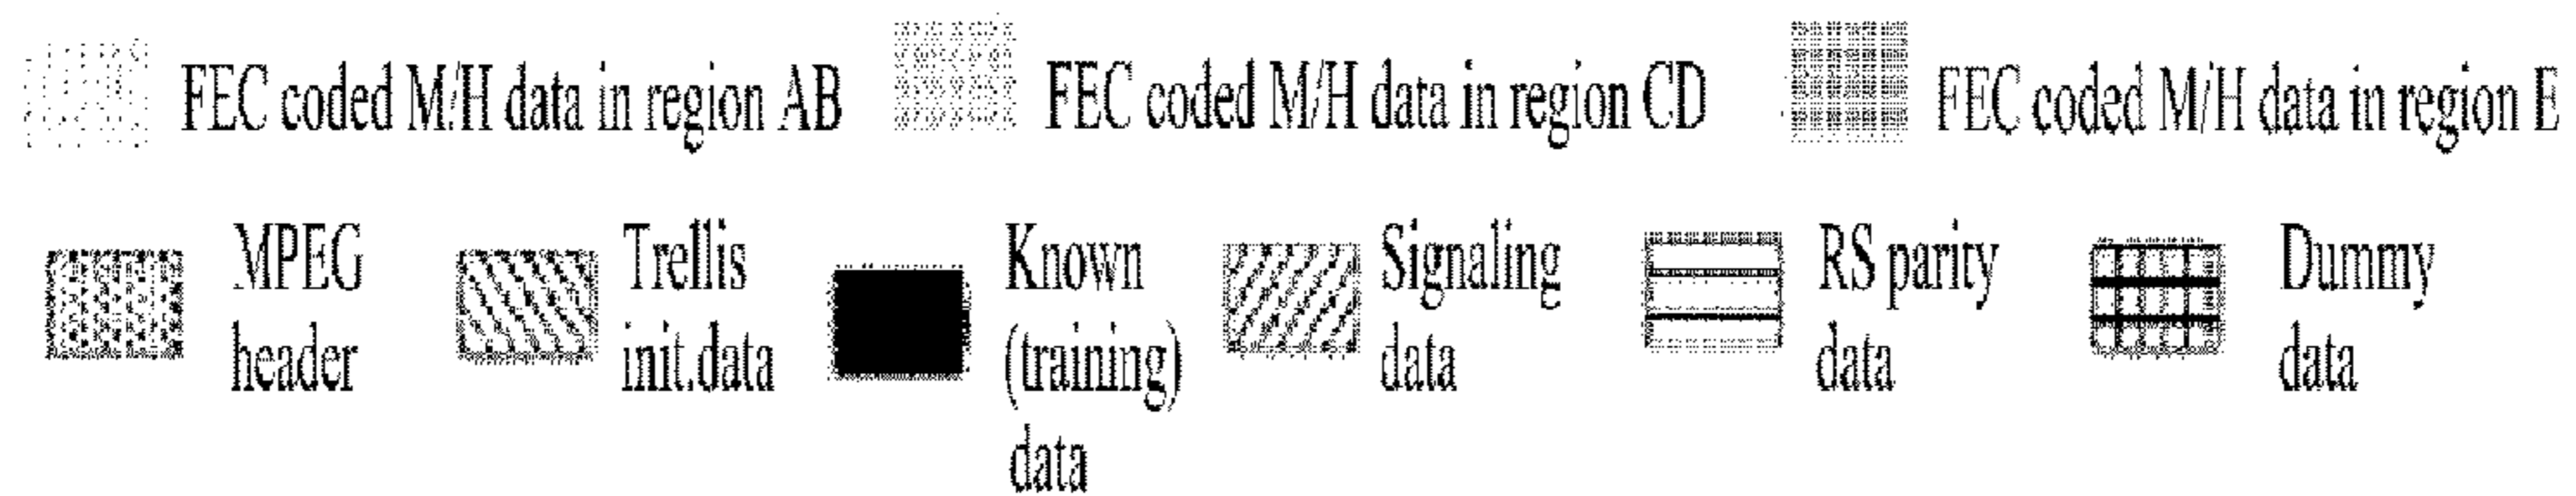 FEC coded M/H data in region AB FEC coded M/H data in region CD FEC coded M/H data in region E
MPEG header
Trellis init.data
Known (training) data
Signaling data
RS parity data
Dummy data